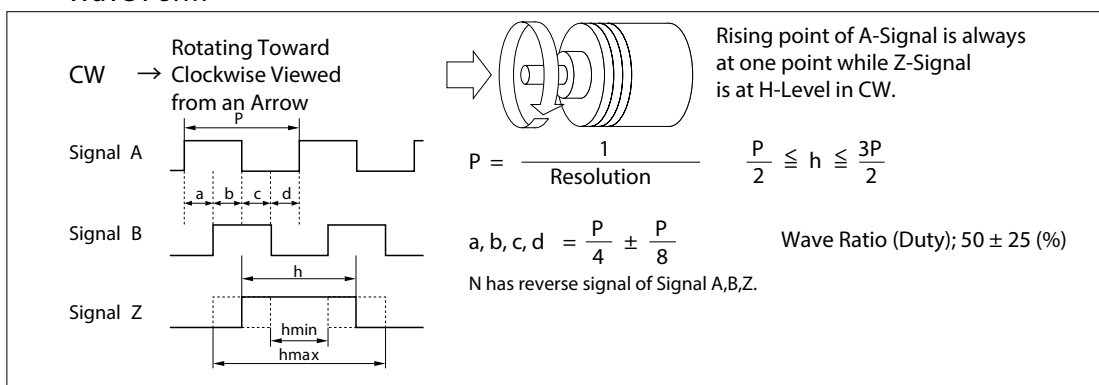 CW → Rotating Toward
Clockwise Viewed
from an Arrow
Rising point of A-Signal is always
at one point while Z-Signal
is at H-Level in CW.
P
Signal A
a b c d
Signal B
h
Signal Z
hmin
hmax
P = 1 / Resolution
P/2 ≦ h ≦ 3P/2
a, b, c, d = P/4 ± P/8
Wave Ratio (Duty); 50 ± 25 (%)
N has reverse signal of Signal A,B,Z.